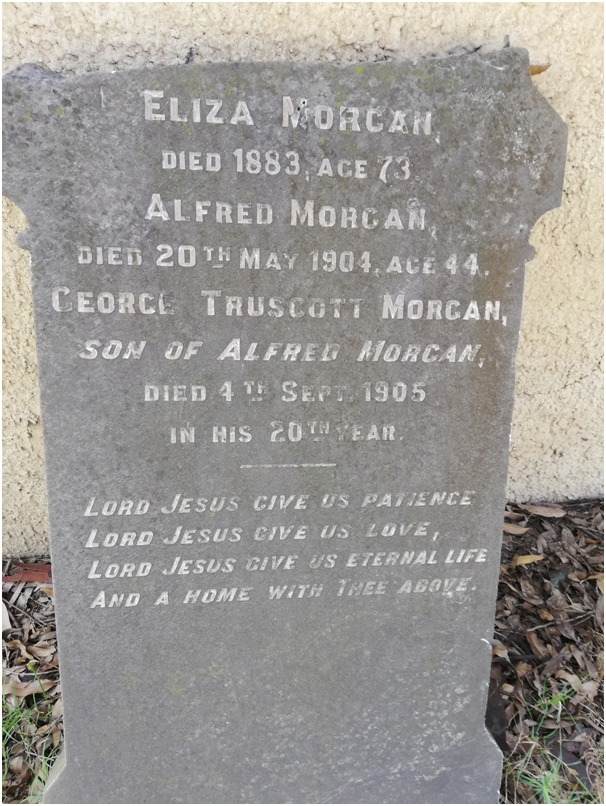 ELIZA MORGAN,
DIED 1883, AGE 73.
ALFRED MORGAN,
DIED 20TH MAY 1904, AGE 44.
GEORGE TRUSCOTT MORGAN,
SON OF ALFRED MORGAN,
DIED 4TH SEPT. 1905
IN HIS 20TH YEAR.
LORD JESUS GIVE US PATIENCE
LORD JESUS GIVE US LOVE,
LORD JESUS GIVE US ETERNAL LIFE
AND A HOME WITH THEE ABOVE.